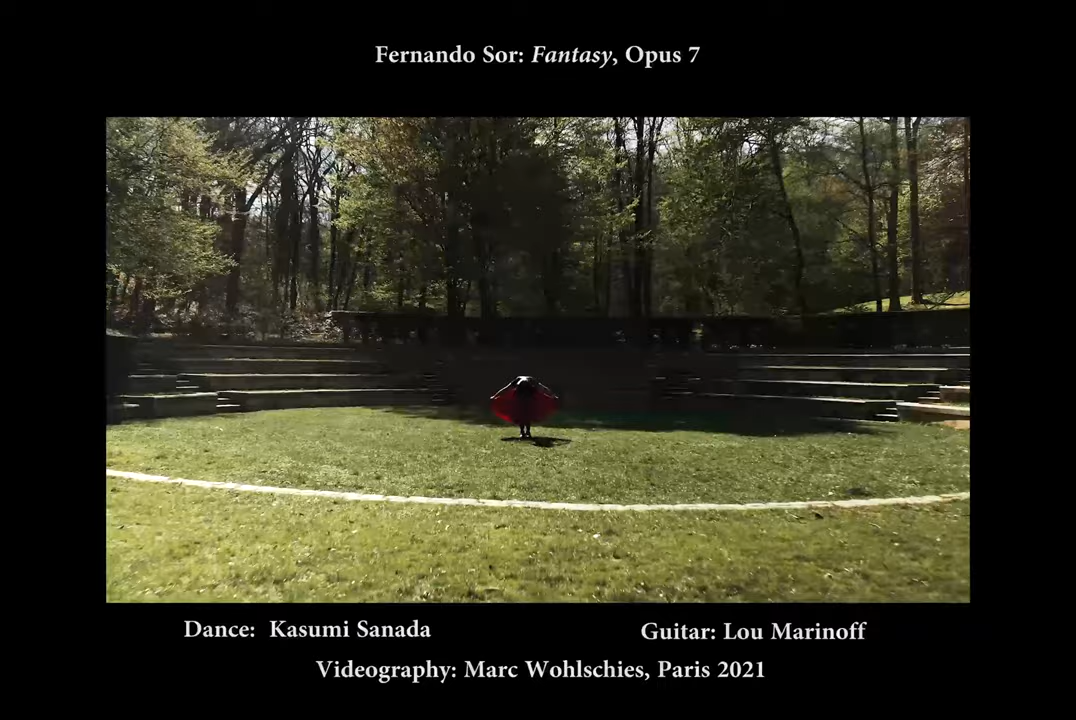 Fernando Sor: Fantasy, Opus 7
Dance: Kasumi Sanada
Guitar: Lou Marinoff
Videography: Marc Wohlschies, Paris 2021